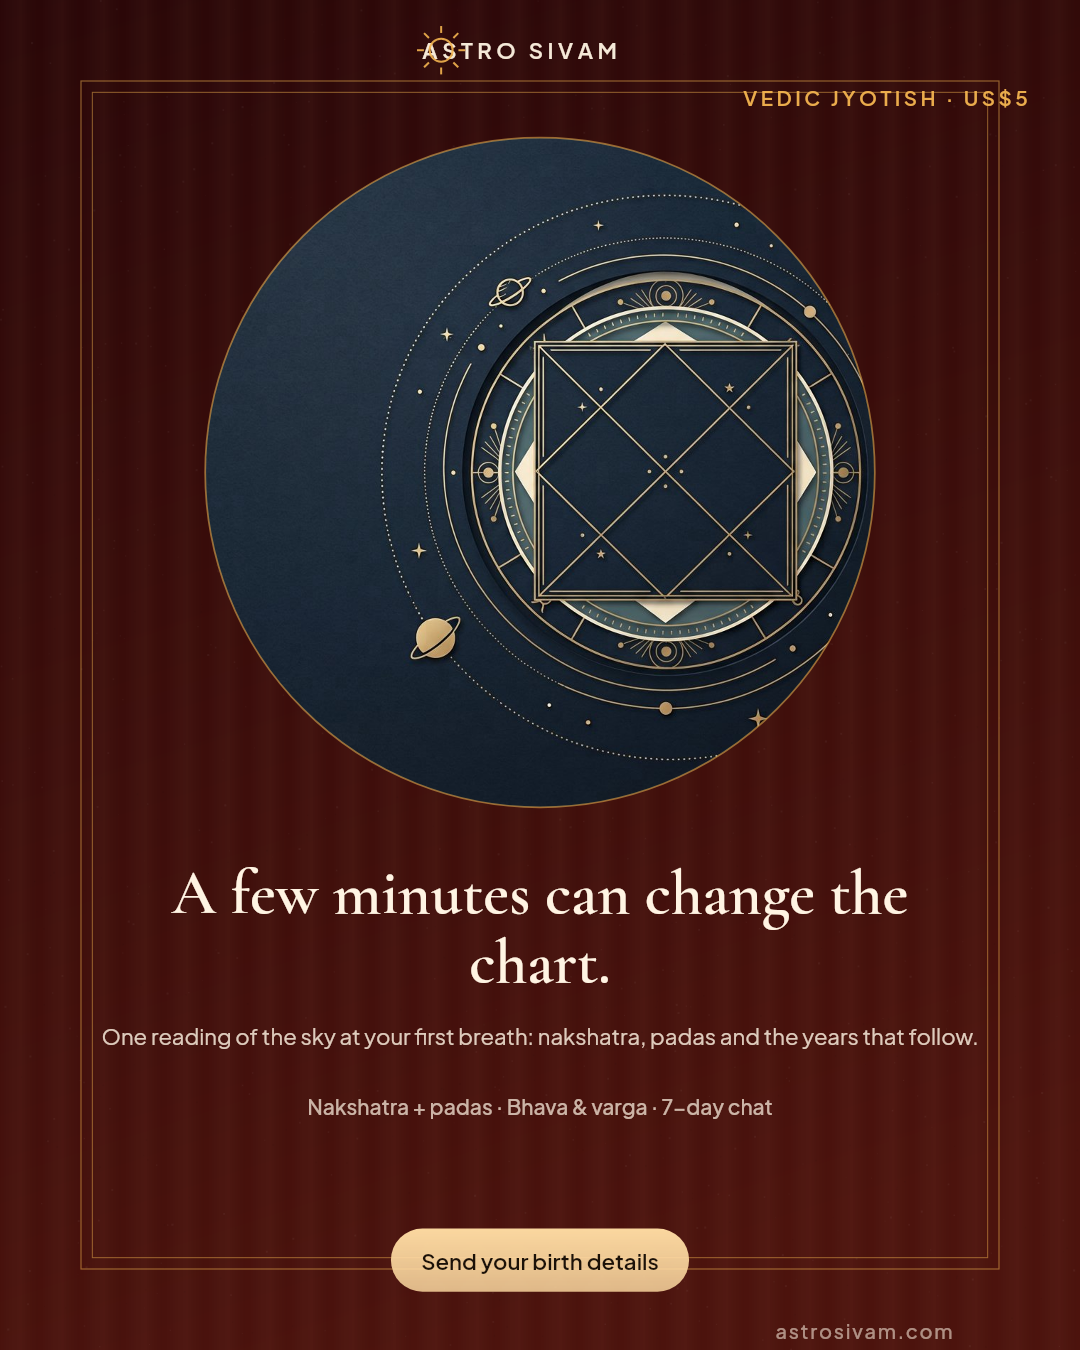 ASTRO SIVAM
VEDIC JYOTISH · US$5
A few minutes can change the
chart.
One reading of the sky at your first breath: nakshatra, padas and the years that follow.
Nakshatra + padas · Bhava & varga · 7–day chat
Send your birth details
astrosivam.com